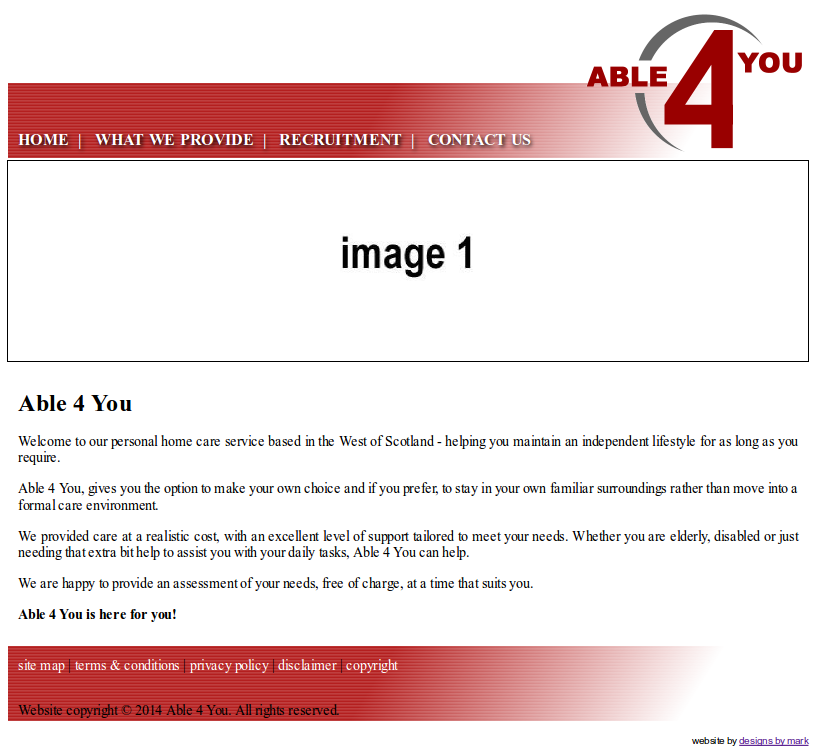 ABLE 4 YOU
HOME | WHAT WE PROVIDE | RECRUITMENT | CONTACT US
image 1
Able 4 You
Welcome to our personal home care service based in the West of Scotland - helping you maintain an independent lifestyle for as long as you
require.
Able 4 You, gives you the option to make your own choice and if you prefer, to stay in your own familiar surroundings rather than move into a
formal care environment.
We provided care at a realistic cost, with an excellent level of support tailored to meet your needs. Whether you are elderly, disabled or just
needing that extra bit help to assist you with your daily tasks, Able 4 You can help.
We are happy to provide an assessment of your needs, free of charge, at a time that suits you.
Able 4 You is here for you!
site map | terms & conditions | privacy policy | disclaimer | copyright
Website copyright © 2014 Able 4 You. All rights reserved.
website by designs by mark